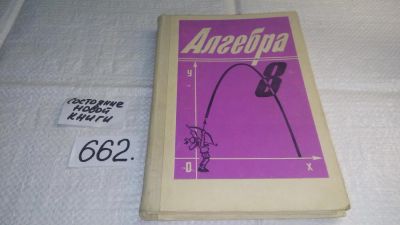 Алгебра
8
y
0
x
состояние
новой
книги
662.